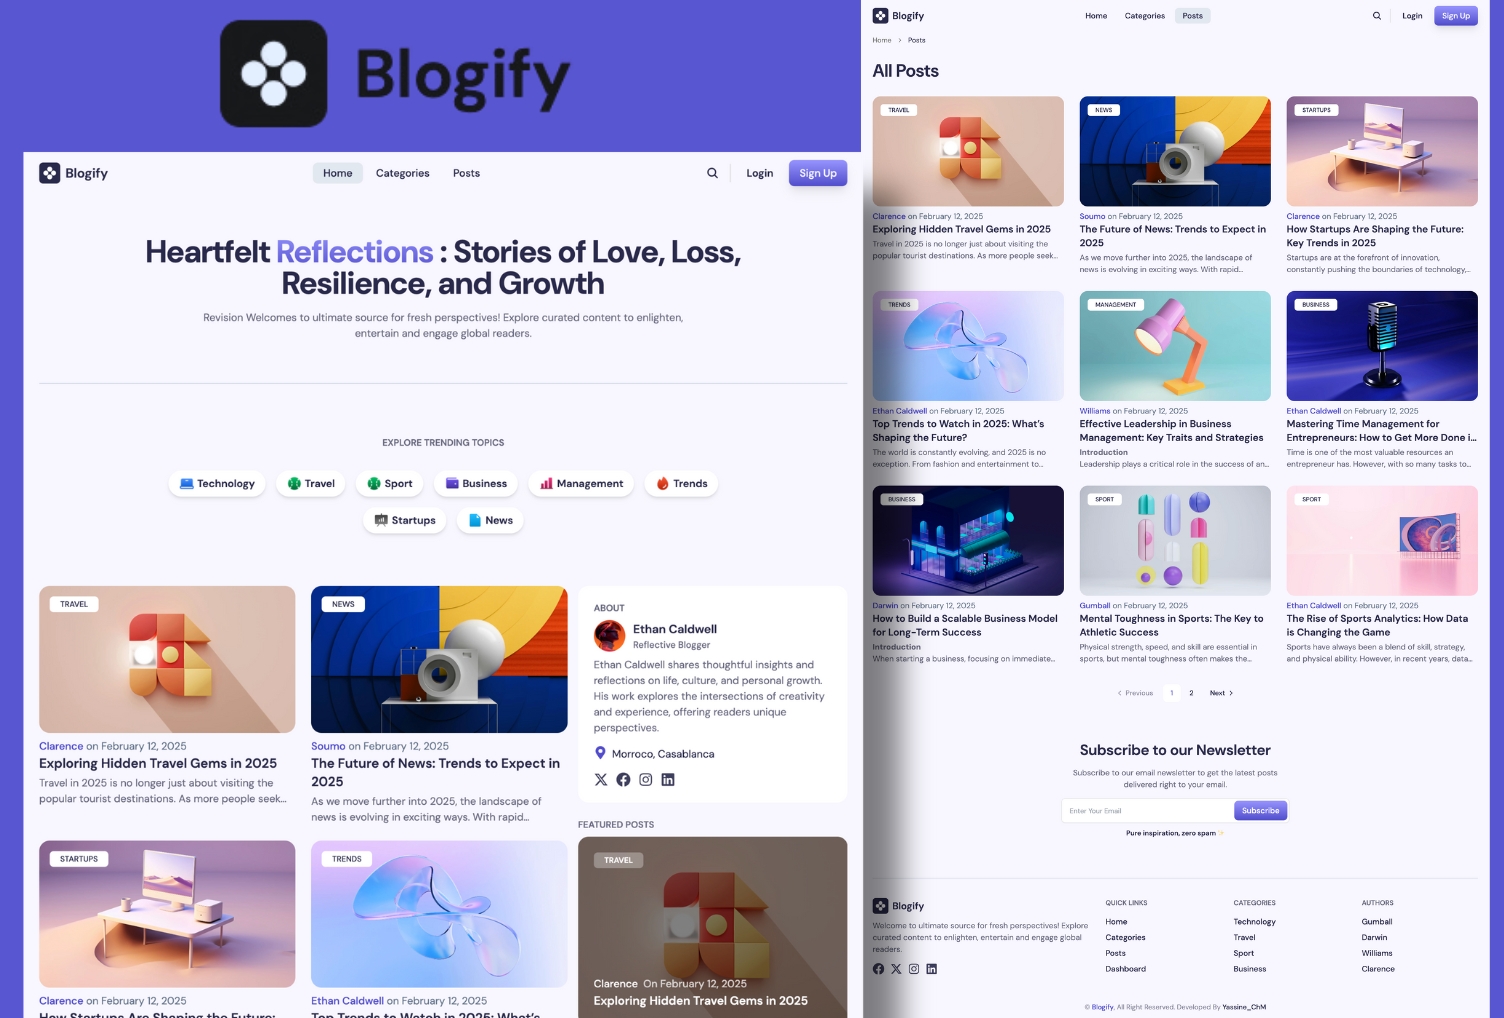 Blogify
Blogify
Home
Categories
Posts
Login
Sign Up
Heartfelt Reflections : Stories of Love, Loss,
Resilience, and Growth
Revision Welcomes to ultimate source for fresh perspectives! Explore curated content to enlighten,
entertain and engage global readers.
EXPLORE TRENDING TOPICS
Technology
Travel
Sport
Business
Management
Trends
Startups
News
TRAVEL
Clarence on February 12, 2025
Exploring Hidden Travel Gems in 2025
Travel in 2025 is no longer just about visiting the
popular tourist destinations. As more people seek...
NEWS
Soumo on February 12, 2025
The Future of News: Trends to Expect in
2025
As we move further into 2025, the landscape of
news is evolving in exciting ways. With rapid...
ABOUT
Ethan Caldwell
Reflective Blogger
Ethan Caldwell shares thoughtful insights and
reflections on life, culture, and personal growth.
His work explores the intersections of creativity
and experience, offering readers unique
perspectives.
Morroco, Casablanca
STARTUPS
Clarence on February 12, 2025
How Startups Are Shaping the Future:
TRENDS
Ethan Caldwell on February 12, 2025
Top Trends to Watch in 2025: What's
FEATURED POSTS
TRAVEL
Clarence On February 12, 2025
Exploring Hidden Travel Gems in 2025
Blogify
Home
Categories
Posts
Login
Sign Up
Home > Posts
All Posts
TRAVEL
Clarence on February 12, 2025
Exploring Hidden Travel Gems in 2025
Travel in 2025 is no longer just about visiting the
popular tourist destinations. As more people seek...
NEWS
Soumo on February 12, 2025
The Future of News: Trends to Expect in
2025
As we move further into 2025, the landscape of
news is evolving in exciting ways. With rapid...
STARTUPS
Clarence on February 12, 2025
How Startups Are Shaping the Future:
Key Trends in 2025
Startups are at the forefront of innovation,
constantly pushing the boundaries of technology,...
TRENDS
Ethan Caldwell on February 12, 2025
Top Trends to Watch in 2025: What's
Shaping the Future?
The world is constantly evolving, and 2025 is no
exception. From fashion and entertainment to...
MANAGEMENT
Williams on February 12, 2025
Effective Leadership in Business
Management: Key Traits and Strategies
Introduction
Leadership plays a critical role in the success of an...
BUSINESS
Ethan Caldwell on February 12, 2025
Mastering Time Management for
Entrepreneurs: How to Get More Done i...
Time is one of the most valuable resources an
entrepreneur has. However, with so many tasks to...
BUSINESS
Darwin on February 12, 2025
How to Build a Scalable Business Model
for Long-Term Success
Introduction
When starting a business, focusing on immediate...
SPORT
Gumball on February 12, 2025
Mental Toughness in Sports: The Key to
Athletic Success
Physical strength, speed, and skill are essential in
sports, but mental toughness often makes the...
SPORT
Ethan Caldwell on February 12, 2025
The Rise of Sports Analytics: How Data
is Changing the Game
Sports have always been a blend of skill, strategy,
and physical ability. However, in recent years, data...
< Previous 1 2 Next >
Subscribe to our Newsletter
Subscribe to our email newsletter to get the latest posts
delivered right to your email.
Enter Your Email
Subscribe
Pure inspiration, zero spam ✨
Blogify
Welcome to ultimate source for fresh perspectives! Explore
curated content to enlighten, entertain and engage global
readers.
QUICK LINKS
Home
Categories
Posts
Dashboard
CATEGORIES
Technology
Travel
Sport
Business
AUTHORS
Gumball
Darwin
Williams
Clarence
© Blogify, All Right Reserved. Developed By Yassine_ChM